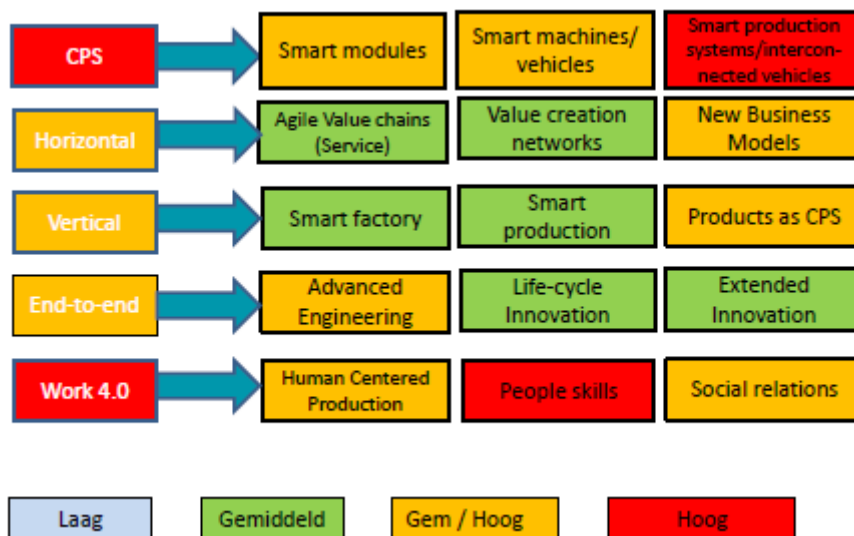 CPS
Smart modules
Smart machines/
vehicles
Smart production
systems/intercon-
nected vehicles
Horizontal
Agile Value chains
(Service)
Value creation
networks
New Business
Models
Vertical
Smart factory
Smart
production
Products as CPS
End-to-end
Advanced
Engineering
Life-cycle
Innovation
Extended
Innovation
Work 4.0
Human Centered
Production
People skills
Social relations
Laag
Gemiddeld
Gem / Hoog
Hoog